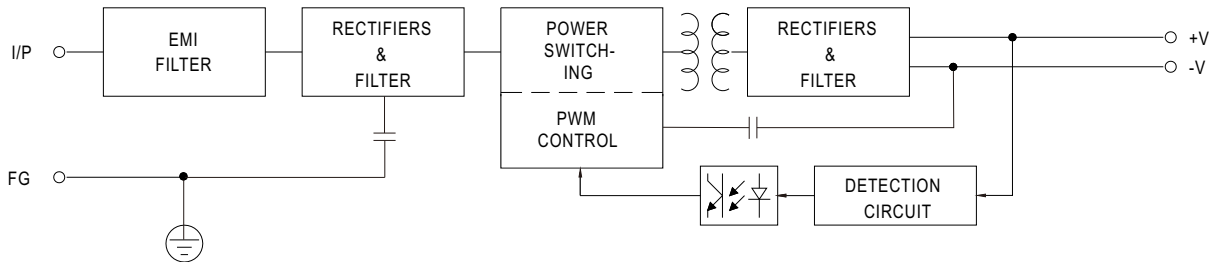 I/P
EMI
FILTER
RECTIFIERS
&
FILTER
POWER
SWITCH-
ING
PWM
CONTROL
RECTIFIERS
&
FILTER
+V
-V
FG
DETECTION
CIRCUIT